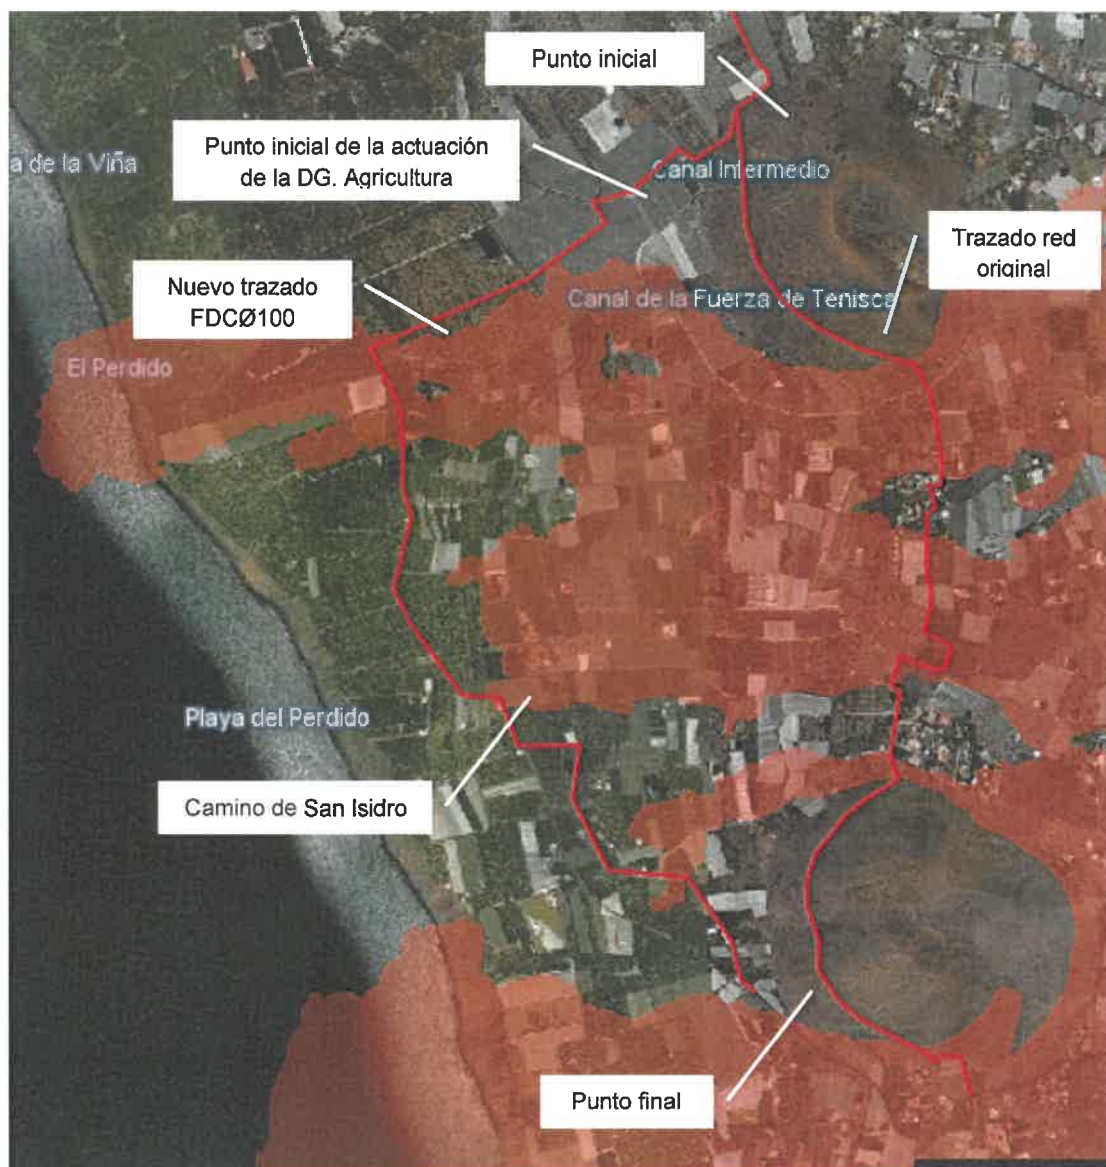 Punto inicial
Punto inicial de la actuación
de la DG. Agricultura
a de la Viña
Canal Intermedio
Trazado red
original
Nuevo trazado
FDCØ100
Canal de la Fuerza de Tenisca
El Perdido
Playa del Perdido
Camino de San Isidro
Punto final